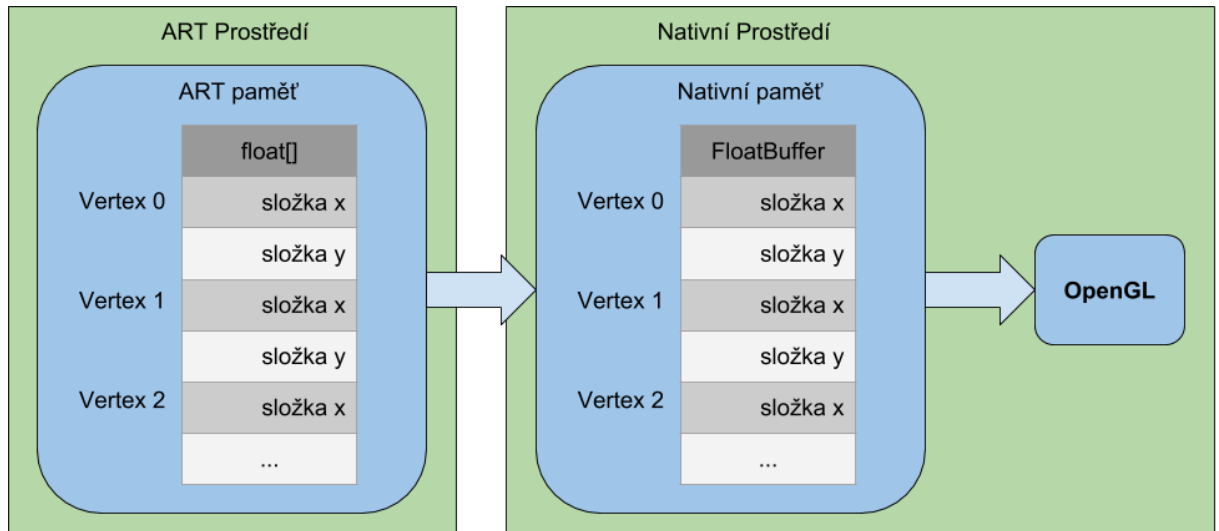 ART Prostředí
ART paměť
float[]
Vertex 0
složka x
složka y
Vertex 1
složka x
složka y
Vertex 2
složka x
...
Nativní Prostředí
Nativní paměť
FloatBuffer
Vertex 0
složka x
složka y
Vertex 1
složka x
složka y
Vertex 2
složka x
...
OpenGL